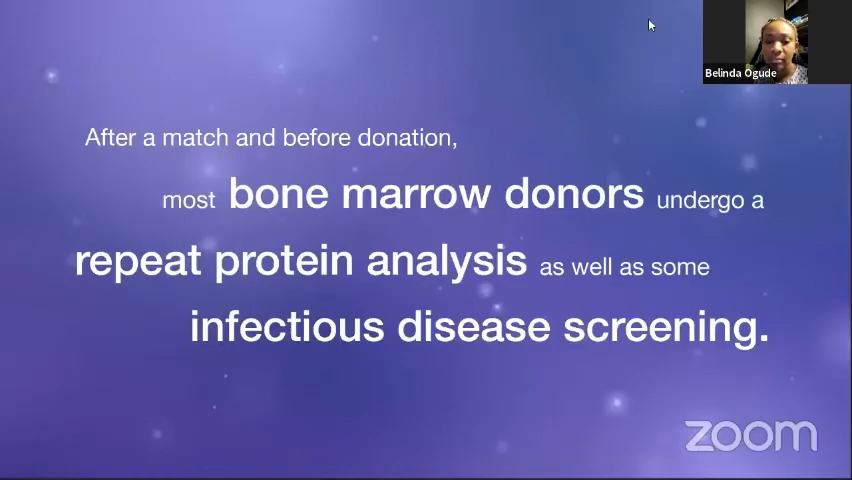 Belinda Ogude
After a match and before donation,
most bone marrow donors undergo a
repeat protein analysis as well as some
infectious disease screening.
zoom